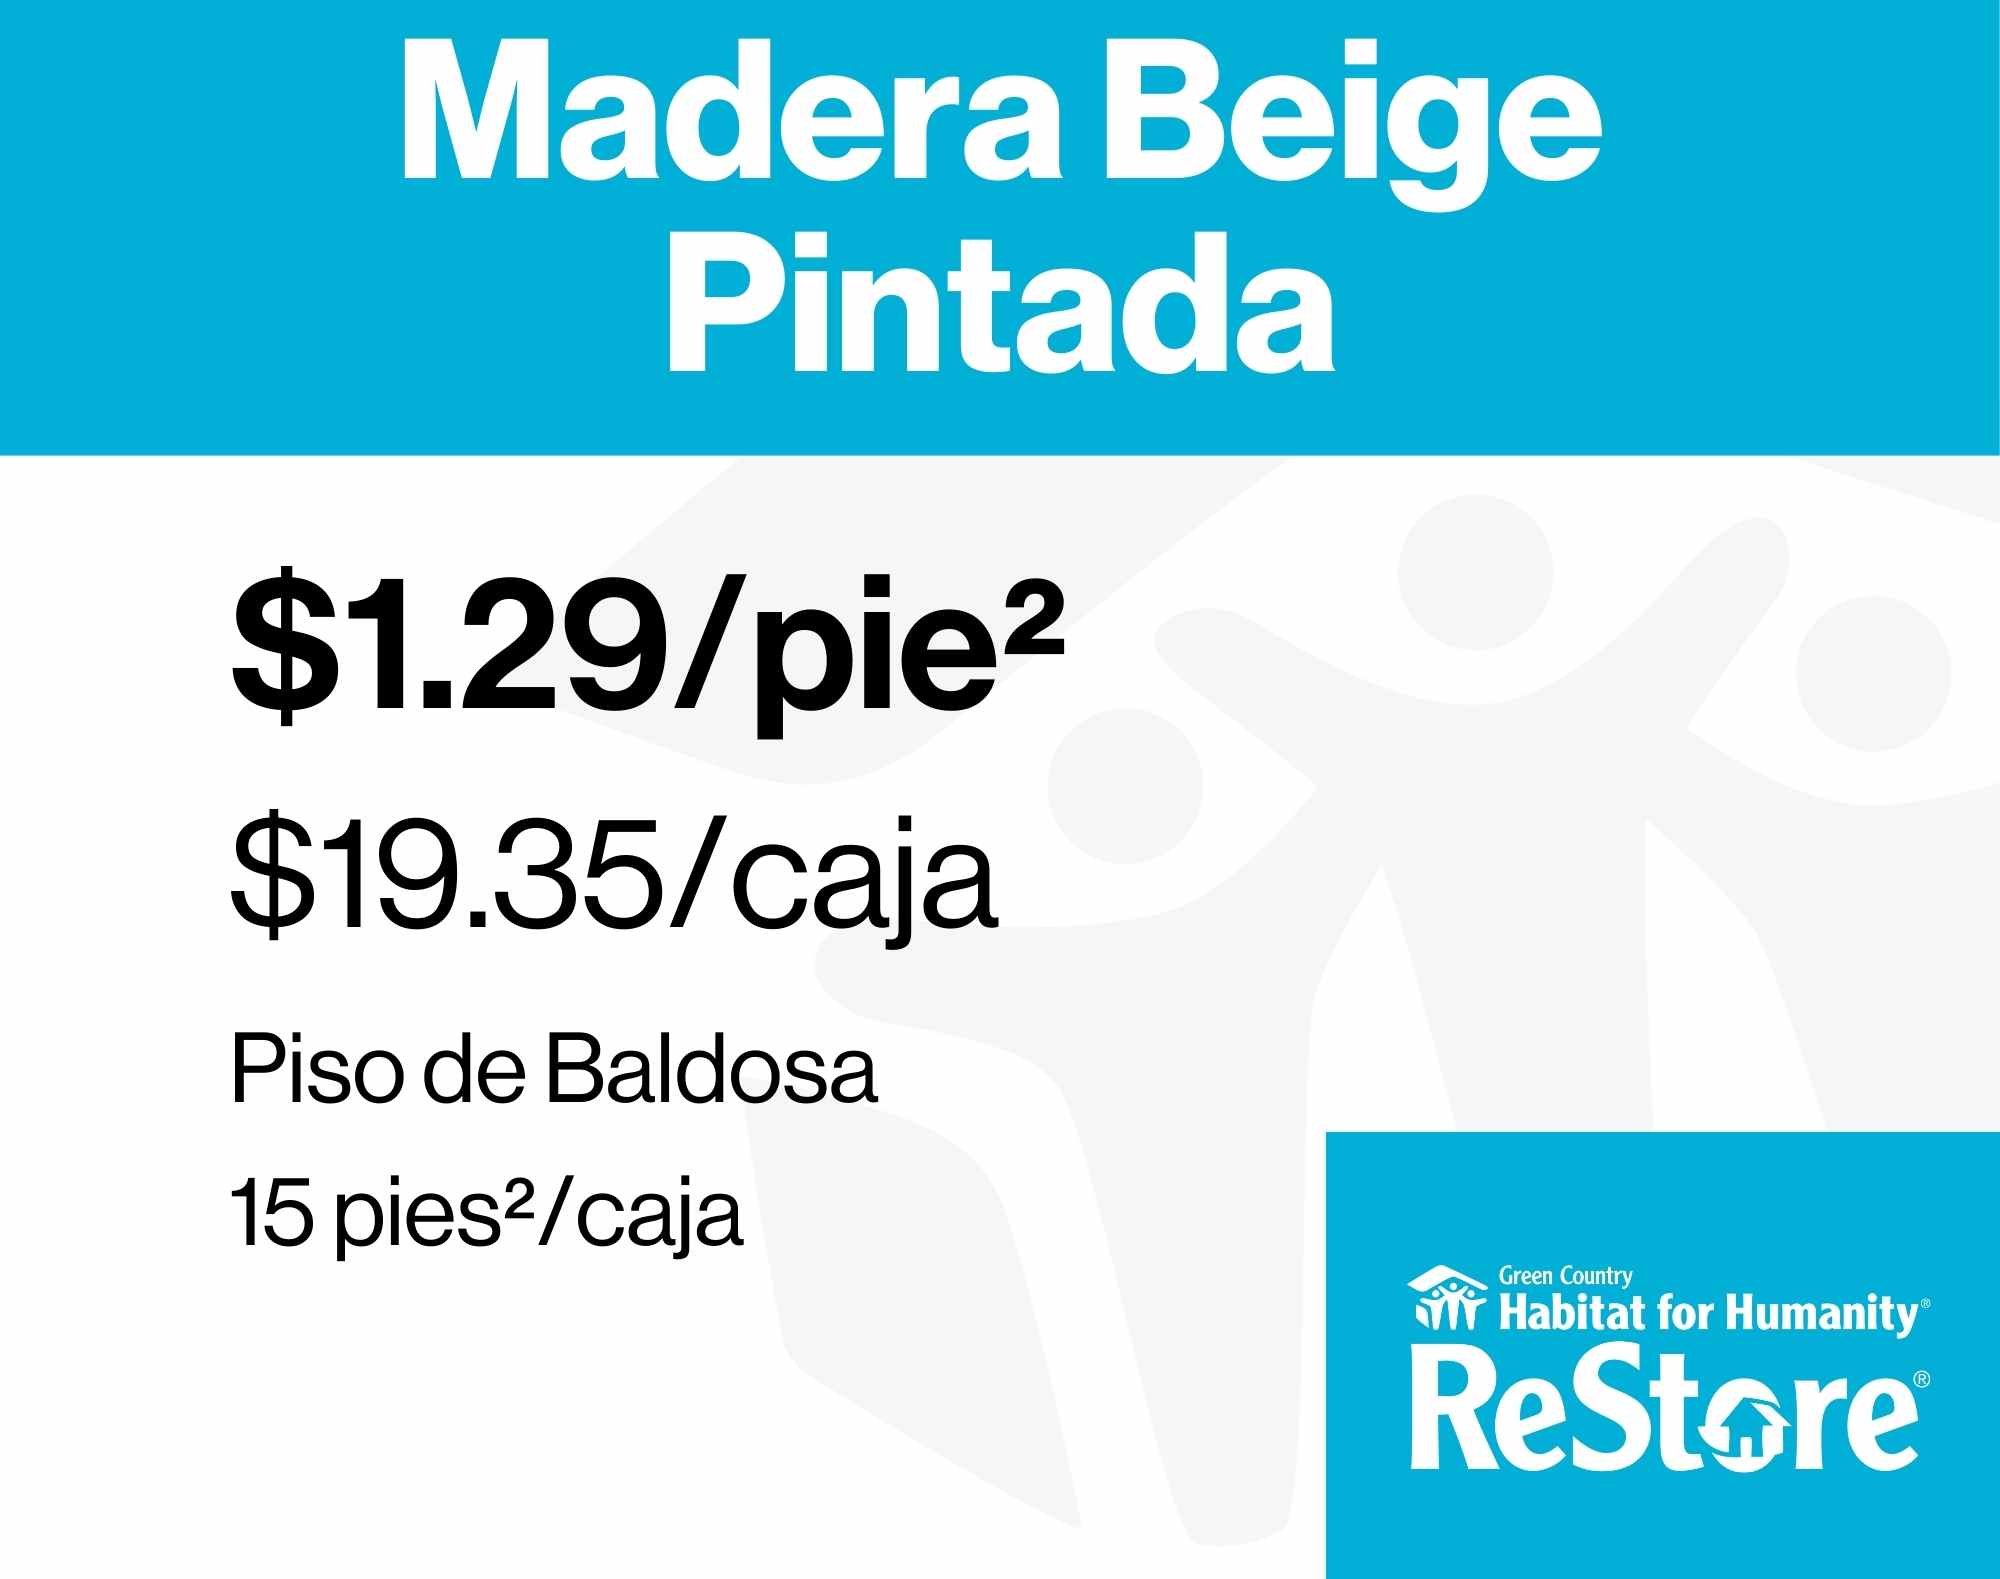 Madera Beige
Pintada
$1.29/pie²
$19.35/caja
Piso de Baldosa
15 pies²/caja
Green Country
Habitat for Humanity®
ReStore®